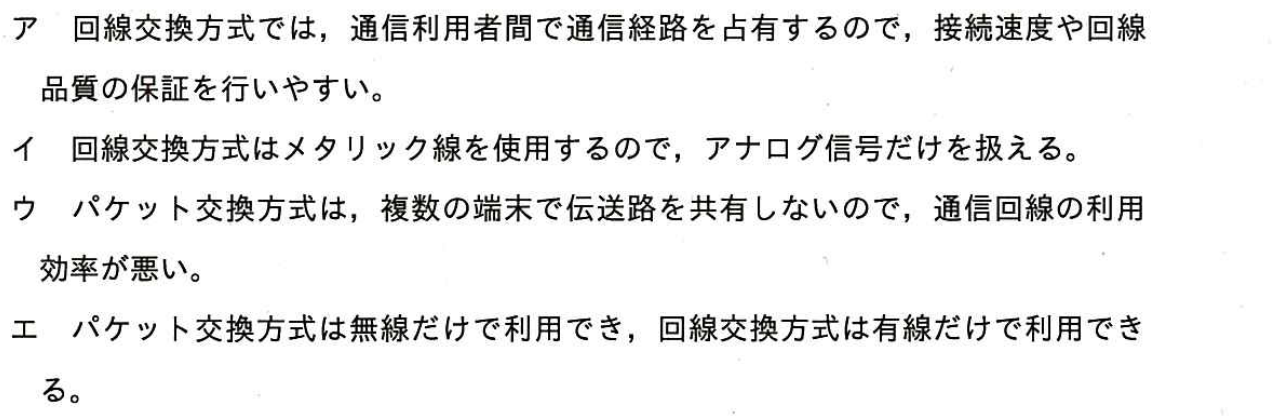 ア　回線交換方式では，通信利用者間で通信経路を占有するので，接続速度や回線
品質の保証を行いやすい。
イ　回線交換方式はメタリック線を使用するので，アナログ信号だけを扱える。
ウ　パケット交換方式は，複数の端末で伝送路を共有しないので，通信回線の利用
効率が悪い。
エ　パケット交換方式は無線だけで利用でき，回線交換方式は有線だけで利用でき
る。